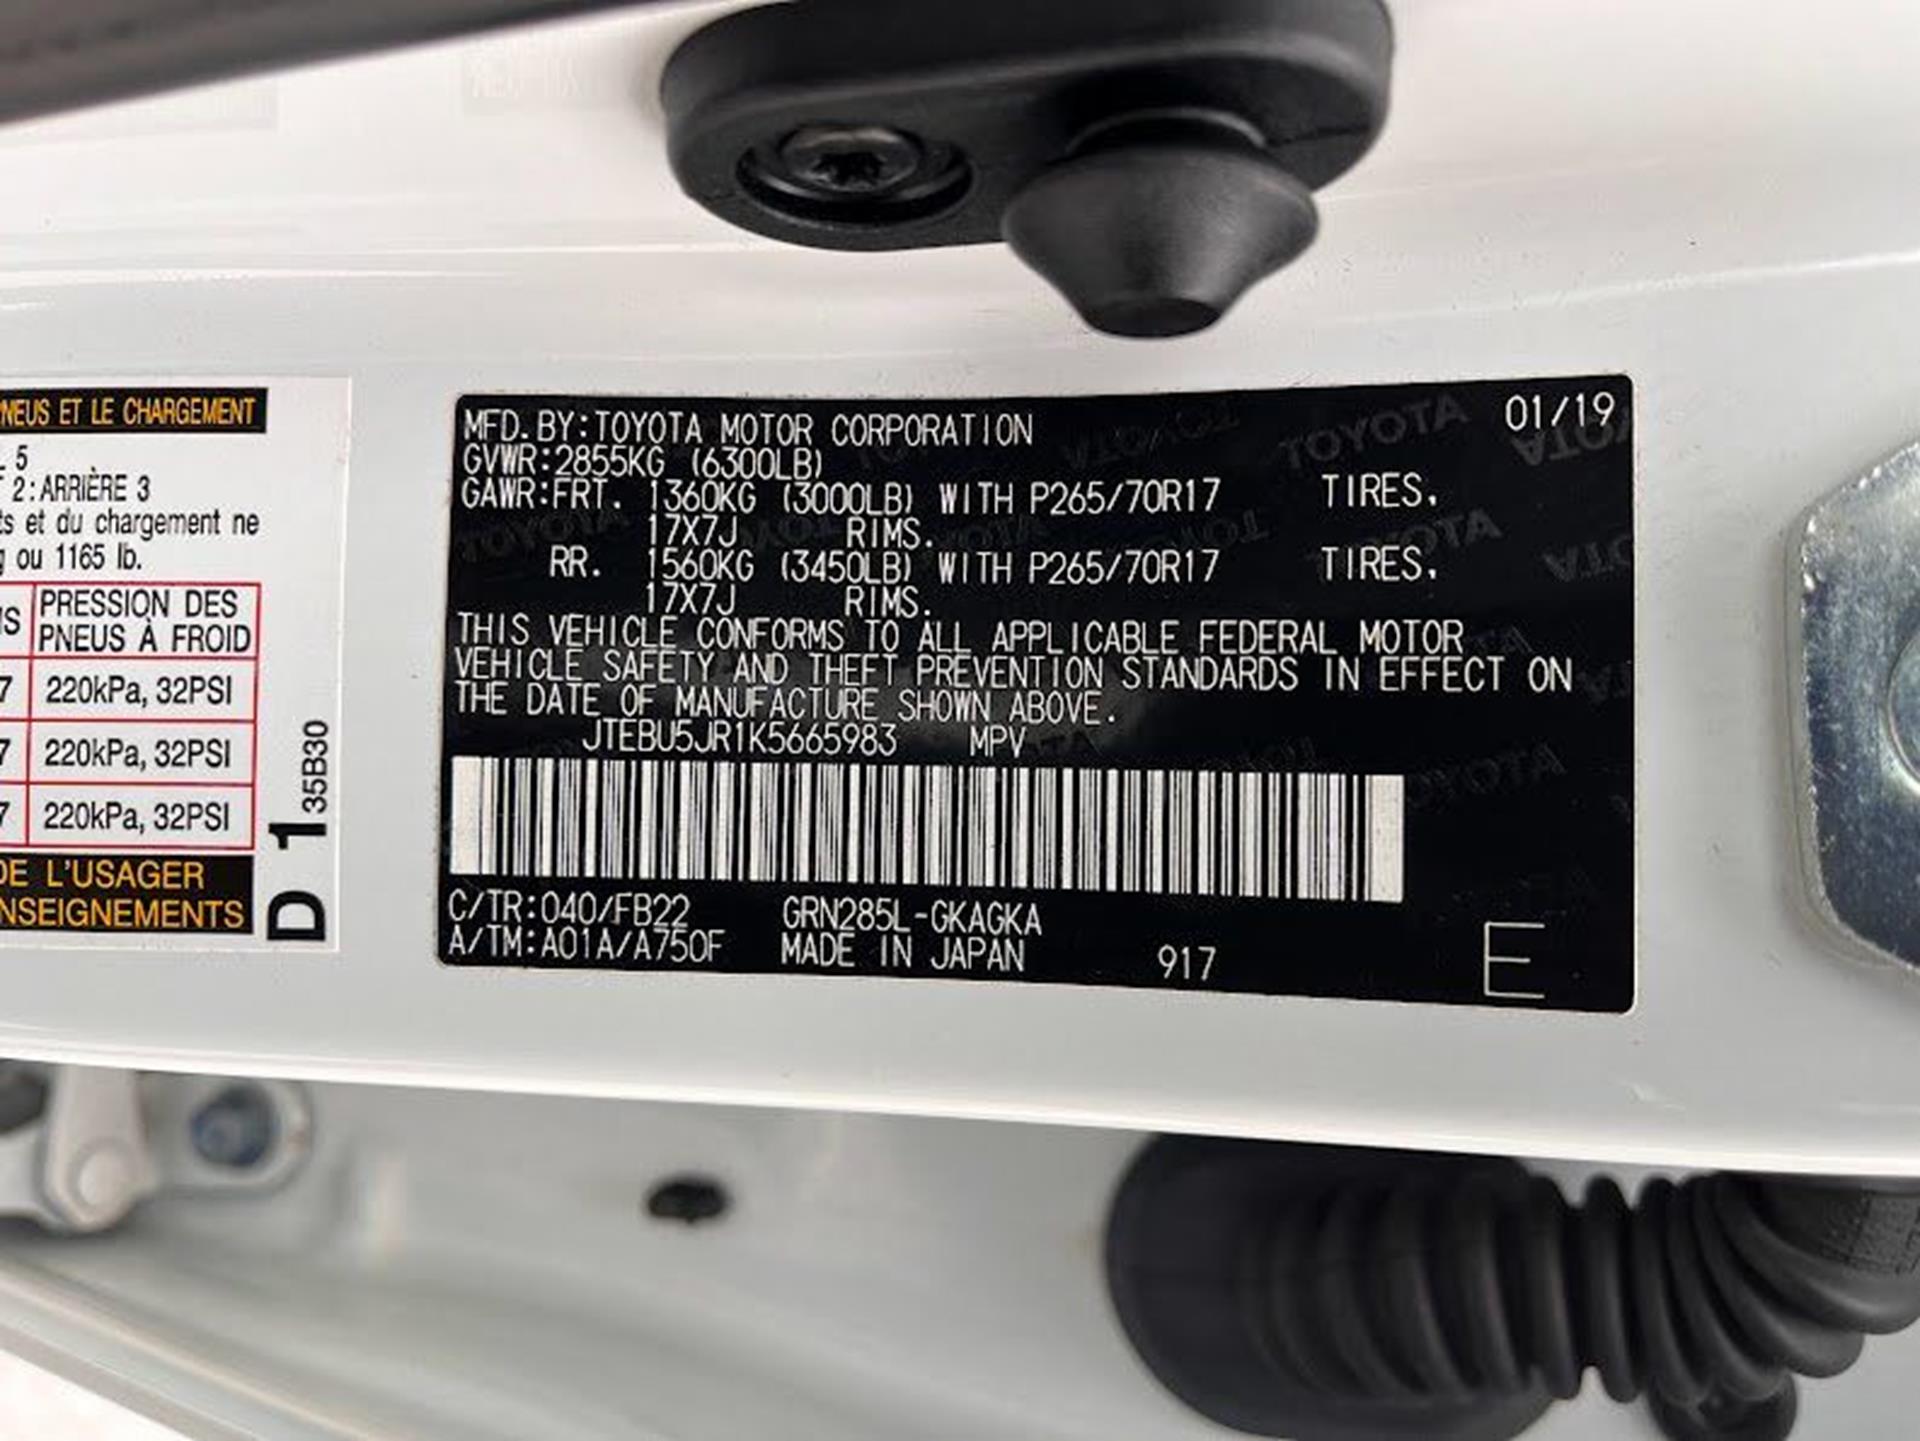 PNEUS ET LE CHARGEMENT
5
2:ARRIÈRE 3
et du chargement ne
ou 1165 lb.
PRESSION DES
PNEUS À FROID
7 220kPa, 32PSI
7 220kPa, 32PSI
7 220kPa, 32PSI
DE L'USAGER
D 1 35B30
MFD.BY:TOYOTA MOTOR CORPORATION 01/19
GVWR:2855KG (6300LB)
GAWR:FRT. 1360KG (3000LB) WITH P265/70R17 TIRES,
17X7J RIMS.
RR. 1560KG (3450LB) WITH P265/70R17 TIRES,
17X7J RIMS.
THIS VEHICLE CONFORMS TO ALL APPLICABLE FEDERAL MOTOR
VEHICLE SAFETY AND THEFT PREVENTION STANDARDS IN EFFECT ON
THE DATE OF MANUFACTURE SHOWN ABOVE.
JTEBU5JR1K5665983 MPV
C/TR:040/FB22 GRN285L-GKAGKA
A/TM:A01A/A750F MADE IN JAPAN 917 E